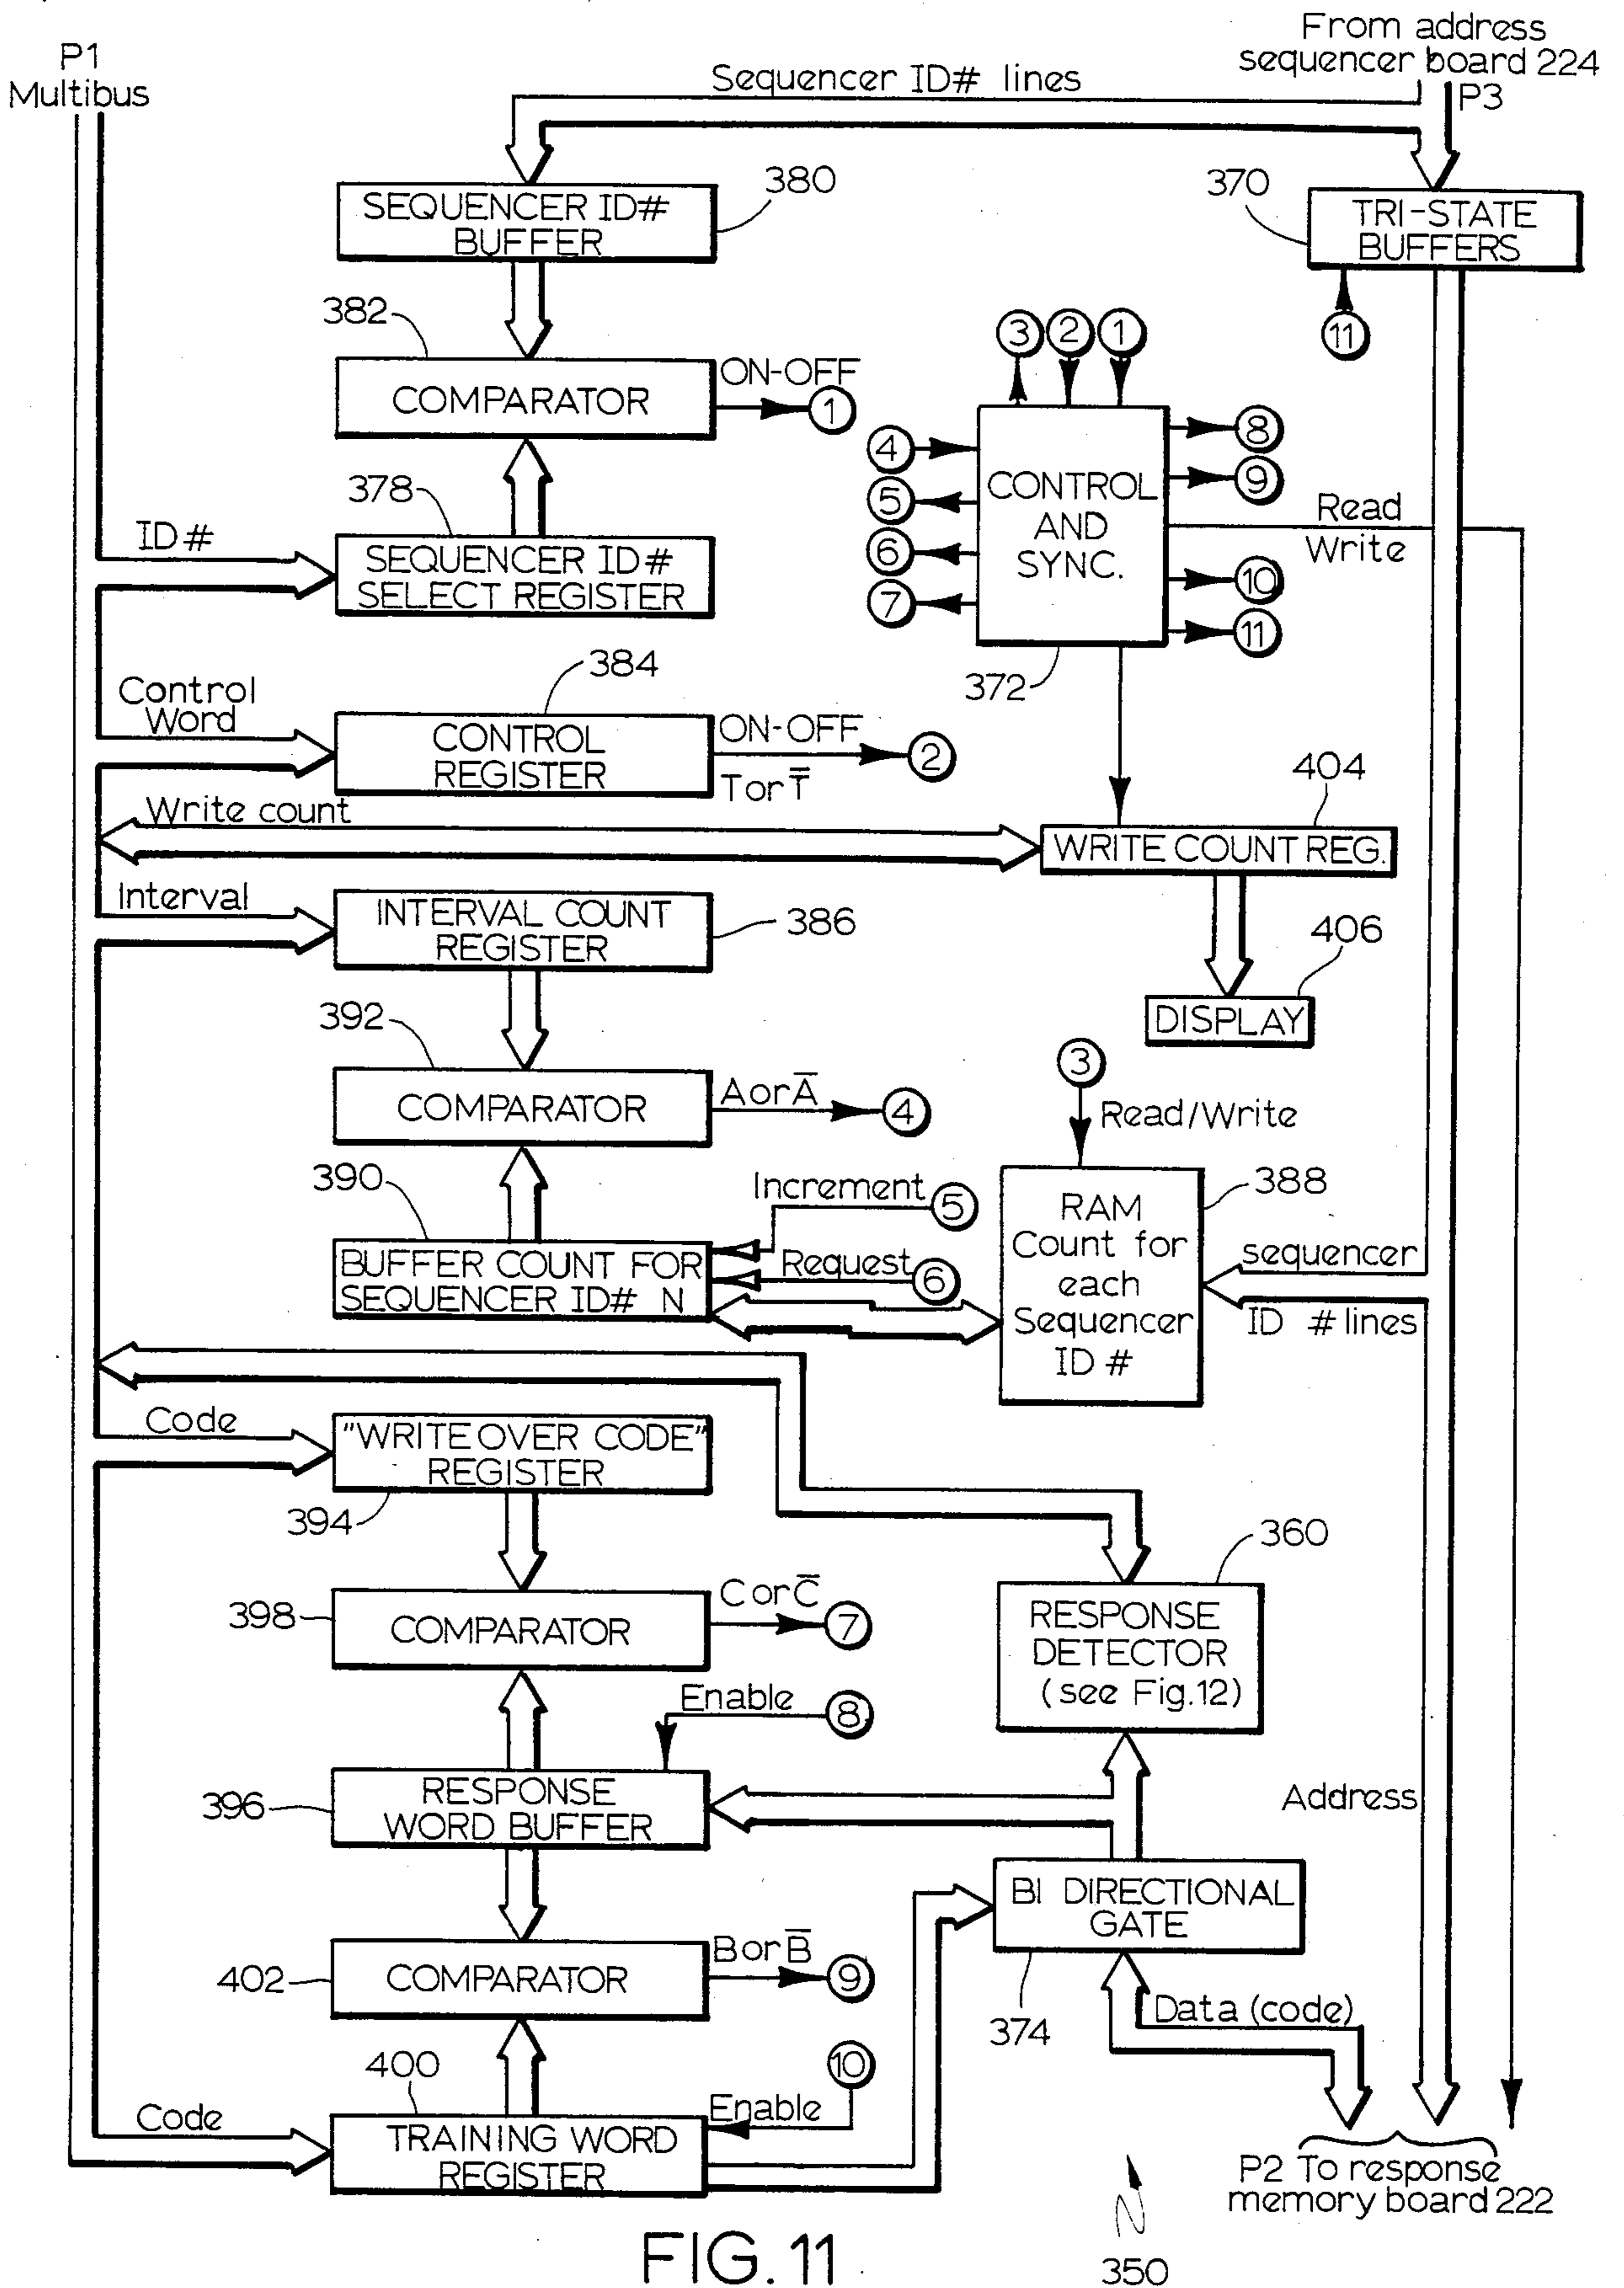 From address
sequencer board 224
P1
Multibus
Sequencer ID# lines
P3
380
370
SEQUENCER ID#
BUFFER
TRI-STATE
BUFFERS
382
3
2
1
11
COMPARATOR
ON-OFF
1
4
8
378
5
CONTROL
AND
SYNC.
9
Read
Write
ID #
SEQUENCER ID#
SELECT REGISTER
6
10
7
11
384
372
Control
Word
CONTROL
REGISTER
ON-OFF
Tor T̅
2
404
Write count
WRITE COUNT REG.
Interval
INTERVAL COUNT
REGISTER
386
406
392
DISPLAY
3
COMPARATOR
A or A̅
4
Read/Write
390
Increment
5
388
RAM
Count for
each
Sequencer
ID #
BUFFER COUNT FOR
SEQUENCER ID# N
Request
6
sequencer
ID # lines
Code
"WRITE OVER CODE"
REGISTER
394
360
398
COMPARATOR
C or C̅
7
RESPONSE
DETECTOR
(see Fig.12)
Enable
8
396
RESPONSE
WORD BUFFER
Address
BI DIRECTIONAL
GATE
402
COMPARATOR
B or B̅
9
374
Data (code)
400
10
Code
Enable
TRAINING WORD
REGISTER
P2 To response
memory board 222
FIG. 11
350